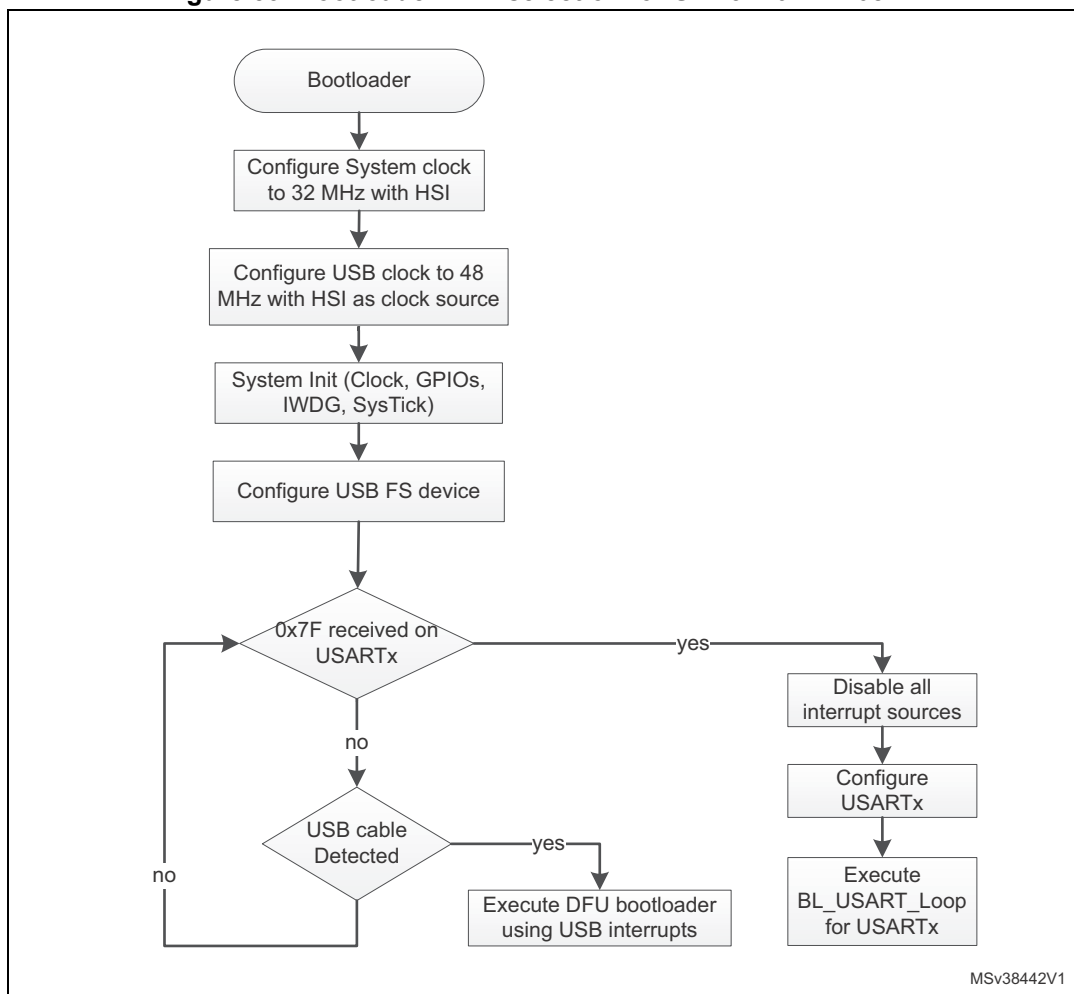 Bootloader
Configure System clock
to 32 MHz with HSI
Configure USB clock to 48
MHz with HSI as clock source
System Init (Clock, GPIOs,
IWDG, SysTick)
Configure USB FS device
0x7F received on
USARTx
yes
Disable all
interrupt sources
no
Configure
USARTx
USB cable
Detected
yes
no
Execute DFU bootloader
using USB interrupts
Execute
BL_USART_Loop
for USARTx
MSv38442V1